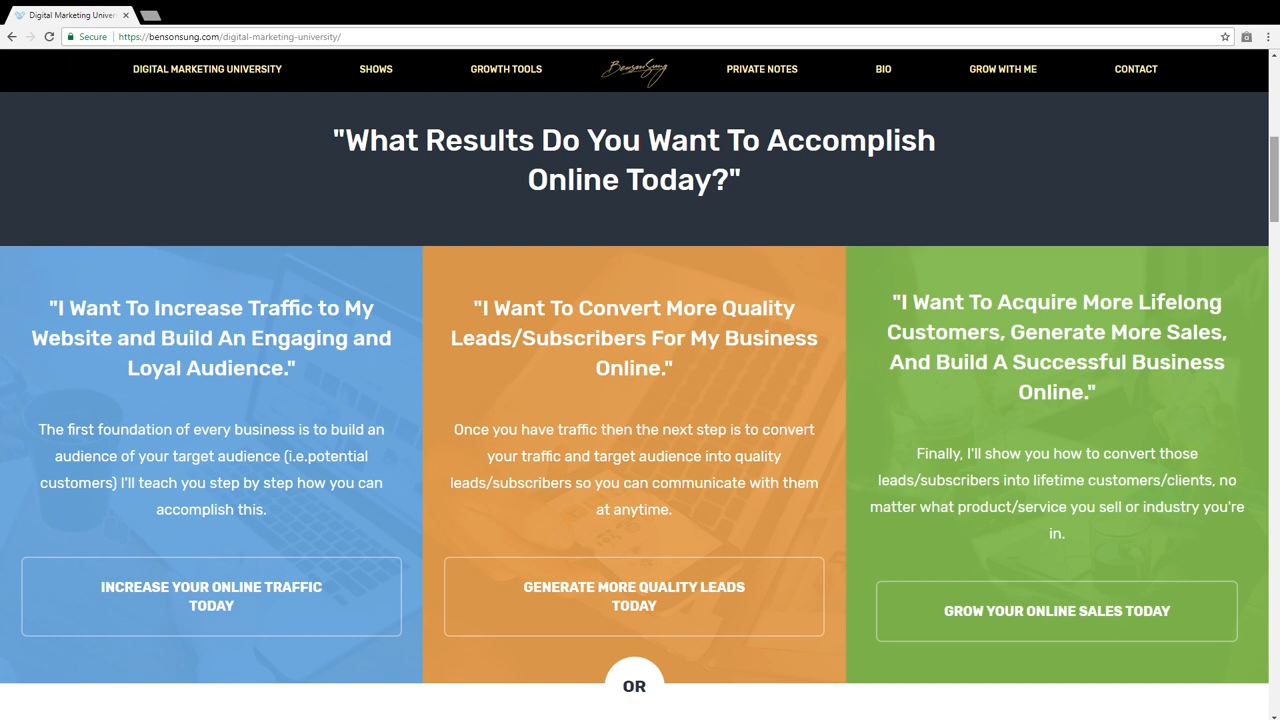 Digital Marketing Univer
Secure
https://bensonsung.com/digital-marketing-university/
DIGITAL MARKETING UNIVERSITY
SHOWS
GROWTH TOOLS
BensonSung
PRIVATE NOTES
BIO
GROW WITH ME
CONTACT
"What Results Do You Want To Accomplish
Online Today?"
"I Want To Increase Traffic to My
Website and Build An Engaging and
Loyal Audience."
The first foundation of every business is to build an
audience of your target audience (i.e.potential
customers) I'll teach you step by step how you can
accomplish this.
INCREASE YOUR ONLINE TRAFFIC
TODAY
"I Want To Convert More Quality
Leads/Subscribers For My Business
Online."
Once you have traffic then the next step is to convert
your traffic and target audience into quality
leads/subscribers so you can communicate with them
at anytime.
GENERATE MORE QUALITY LEADS
TODAY
"I Want To Acquire More Lifelong
Customers, Generate More Sales,
And Build A Successful Business
Online."
Finally, I'll show you how to convert those
leads/subscribers into lifetime customers/clients, no
matter what product/service you sell or industry you're
in.
GROW YOUR ONLINE SALES TODAY
OR